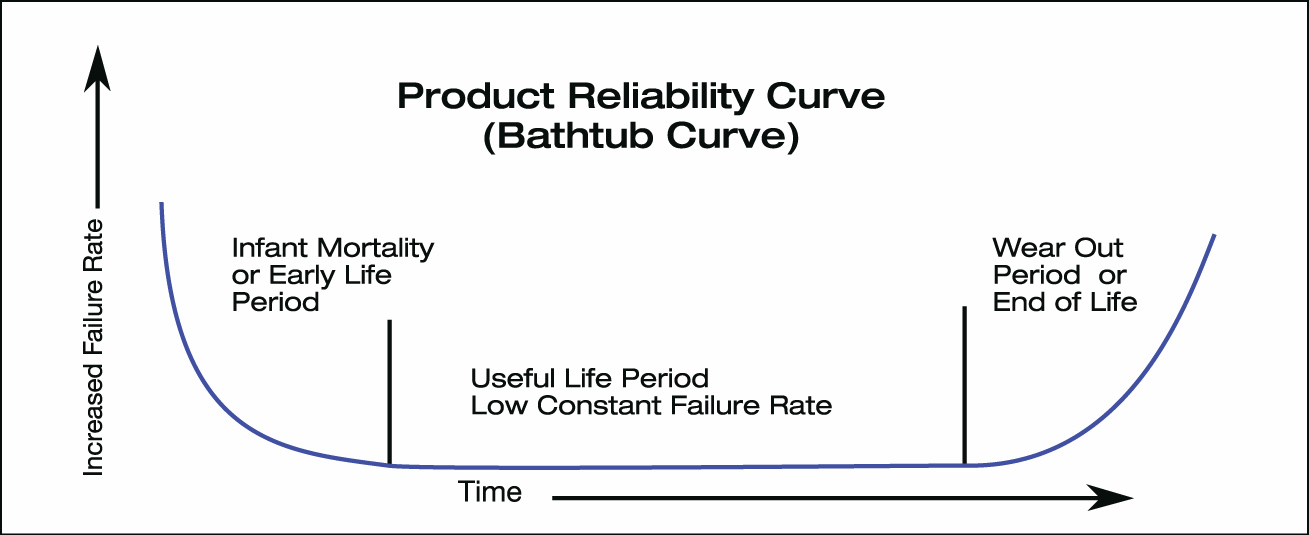 Product Reliability Curve
(Bathtub Curve)
Increased Failure Rate
Infant Mortality
or Early Life
Period
Useful Life Period
Low Constant Failure Rate
Wear Out
Period or
End of Life
Time